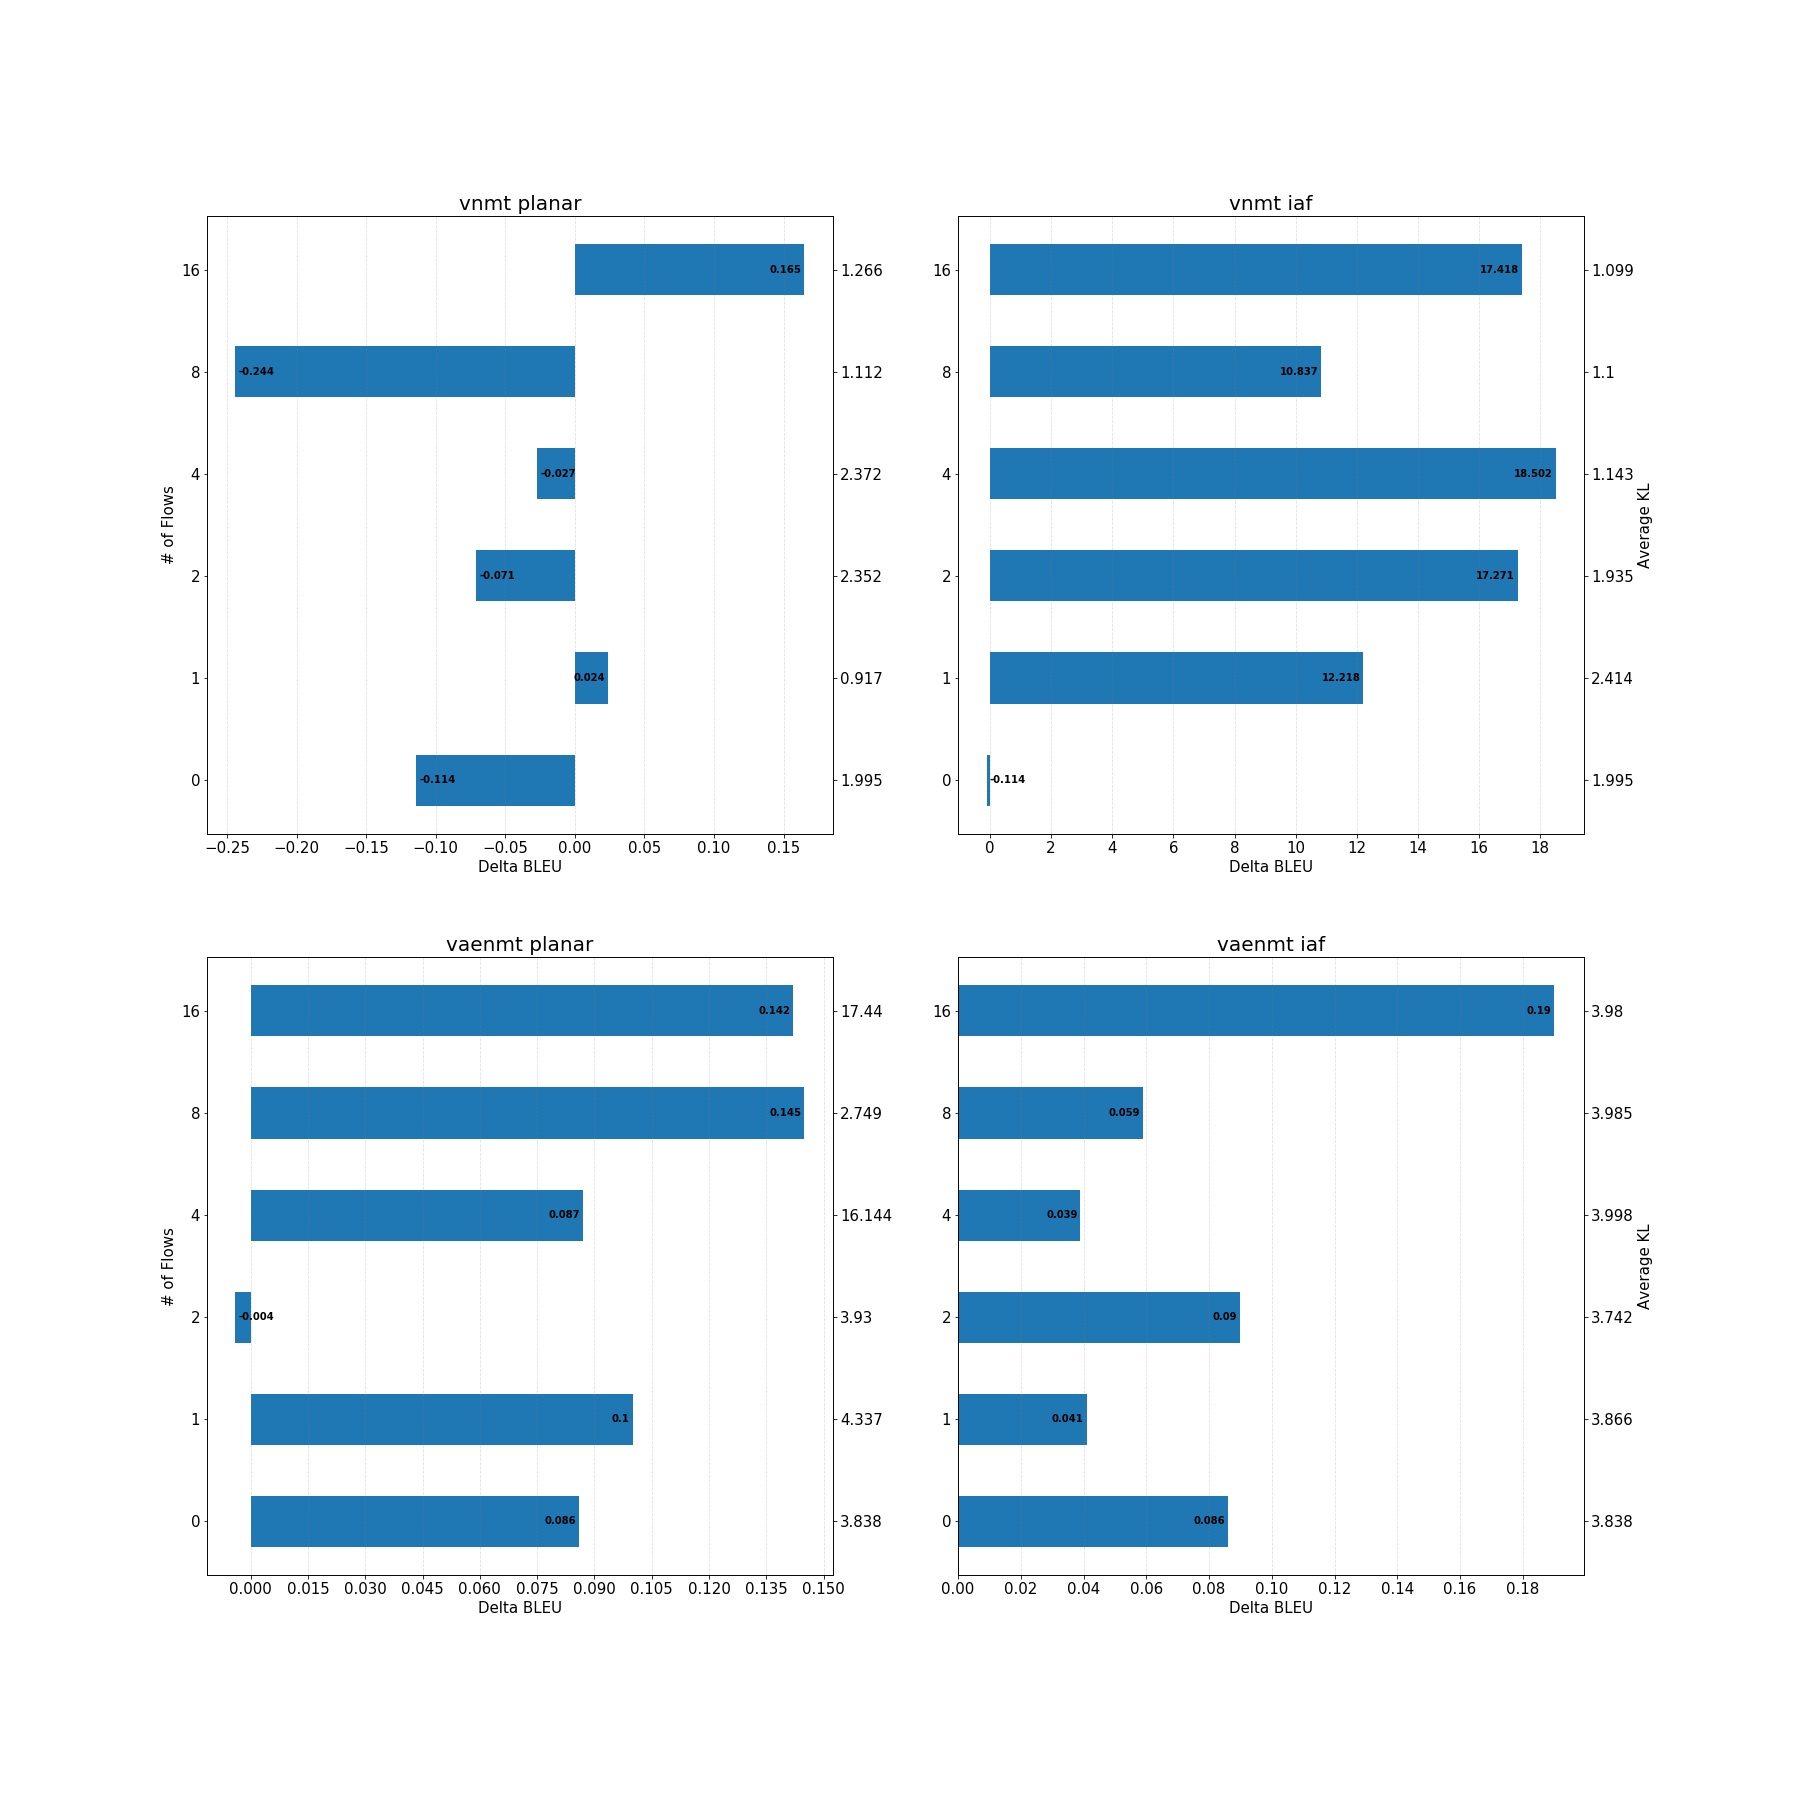 vnmt planar
16 0.165 1.266
8 -0.244 1.112
4 -0.027 2.372
# of Flows
2 -0.071 2.352
1 0.024 0.917
0 -0.114 1.995
−0.25 −0.20 −0.15 −0.10 −0.05 0.00 0.05 0.10 0.15
Delta BLEU
vnmt iaf
16 17.418 1.099
8 10.837 1.1
4 18.502 1.143
Average KL
2 17.271 1.935
1 12.218 2.414
0 -0.114 1.995
0 2 4 6 8 10 12 14 16 18
Delta BLEU
vaenmt planar
16 0.142 17.44
8 0.145 2.749
4 0.087 16.144
# of Flows
2 -0.004 3.93
1 0.1 4.337
0 0.086 3.838
0.000 0.015 0.030 0.045 0.060 0.075 0.090 0.105 0.120 0.135 0.150
Delta BLEU
vaenmt iaf
16 0.19 3.98
8 0.059 3.985
4 0.039 3.998
Average KL
2 0.09 3.742
1 0.041 3.866
0 0.086 3.838
0.00 0.02 0.04 0.06 0.08 0.10 0.12 0.14 0.16 0.18
Delta BLEU